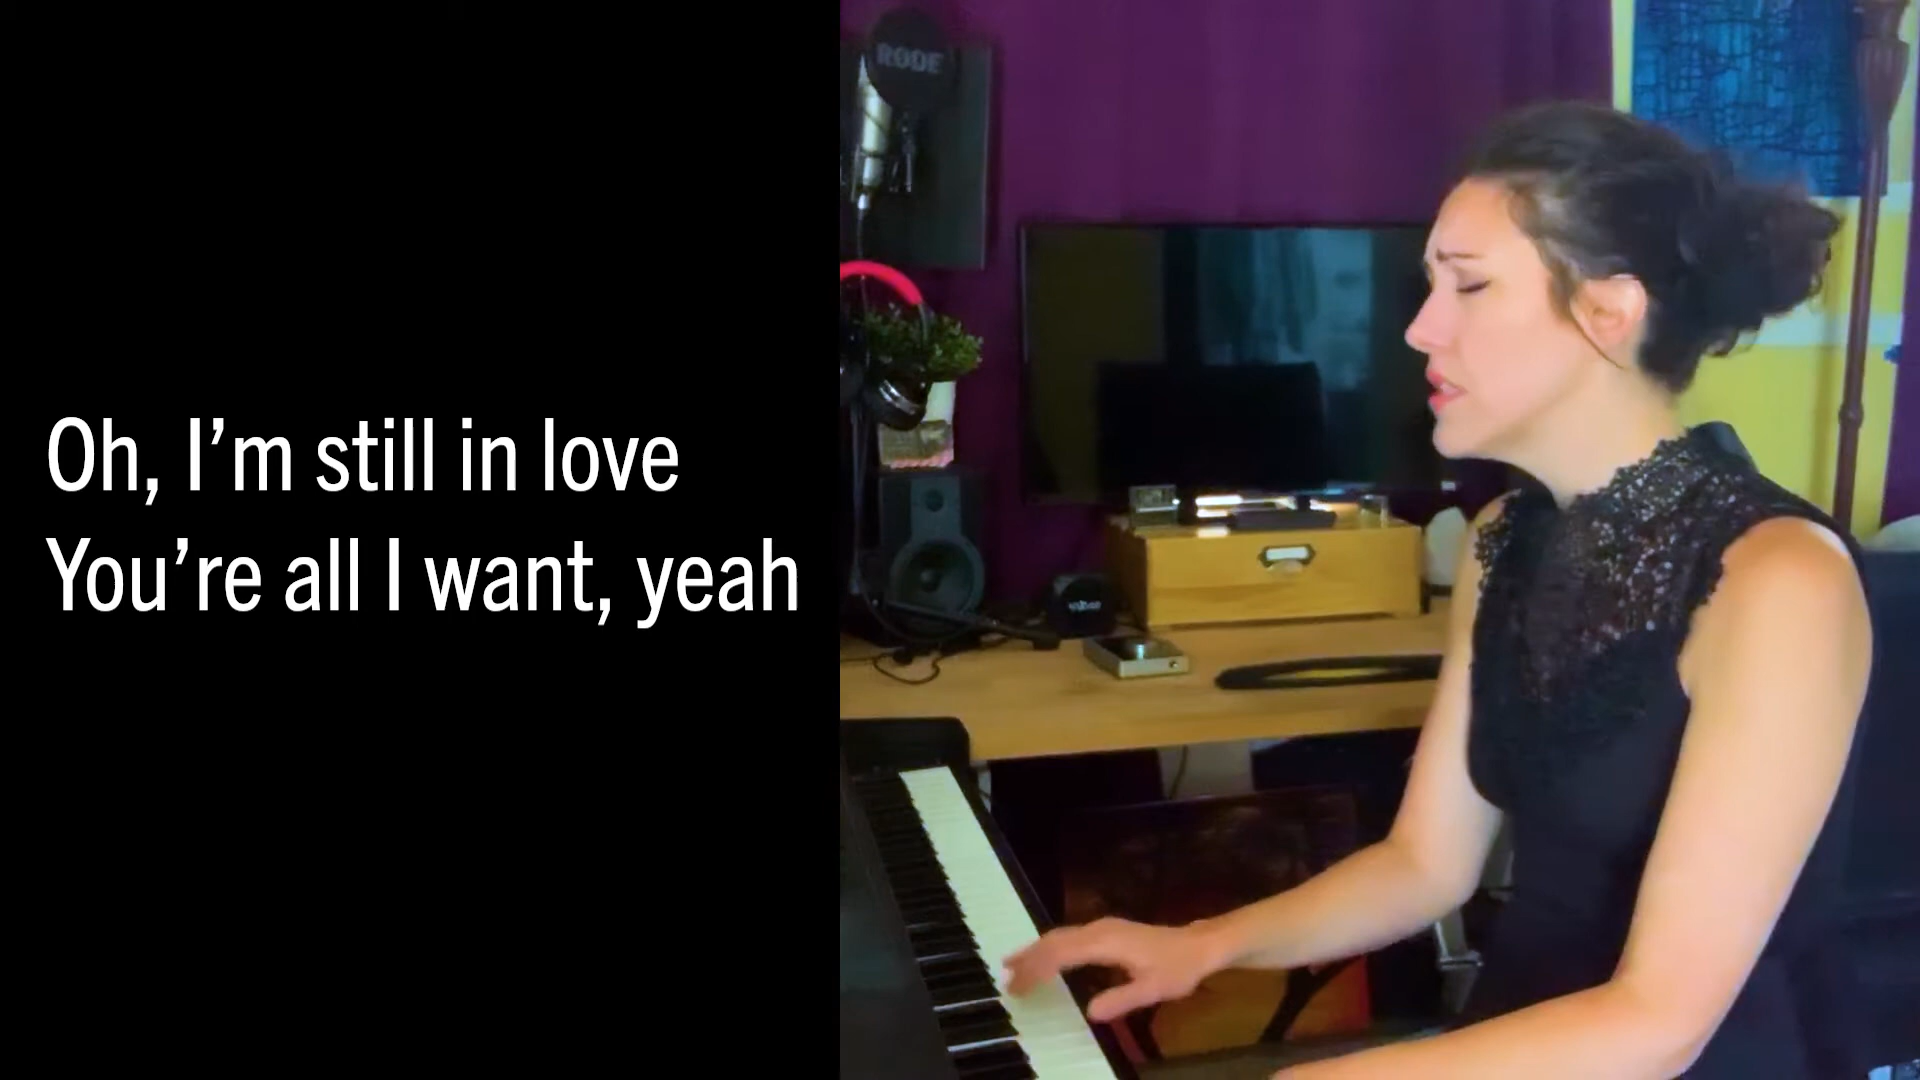 Oh, I’m still in love
You’re all I want, yeah
RODE